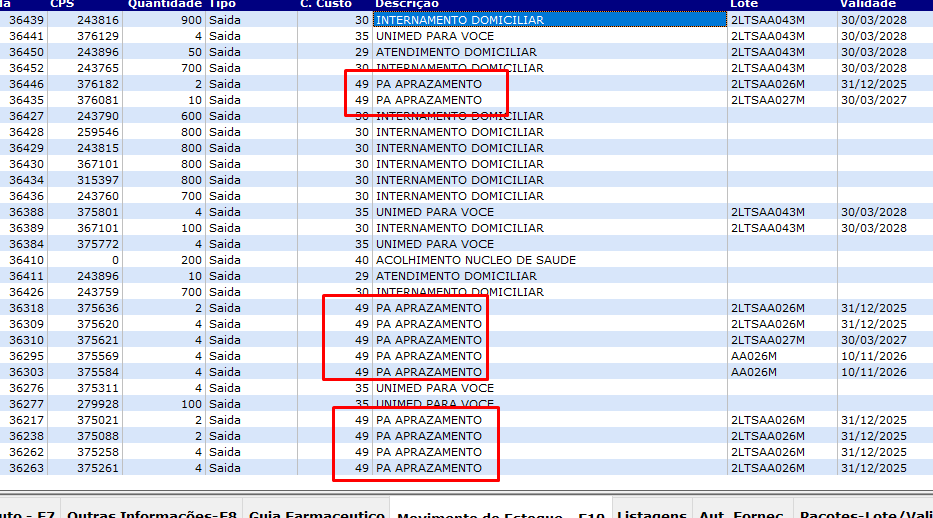 da CPS Quantidade Tipo C. Custo Descrição Lote Validade
36439 243816 900 Saida 30 INTERNAMENTO DOMICILIAR 2LTSAA043M 30/03/2028
36441 376129 4 Saida 35 UNIMED PARA VOCE 2LTSAA043M 30/03/2028
36450 243896 50 Saida 29 ATENDIMENTO DOMICILIAR 2LTSAA043M 30/03/2028
36452 243765 700 Saida 30 INTERNAMENTO DOMICILIAR 2LTSAA043M 30/03/2028
36446 376182 2 Saida 49 PA APRAZAMENTO 2LTSAA026M 31/12/2025
36435 376081 10 Saida 49 PA APRAZAMENTO 2LTSAA027M 30/03/2027
36427 243790 600 Saida 30 INTERNAMENTO DOMICILIAR
36428 259546 800 Saida 30 INTERNAMENTO DOMICILIAR
36429 243815 800 Saida 30 INTERNAMENTO DOMICILIAR
36430 367101 800 Saida 30 INTERNAMENTO DOMICILIAR
36434 315397 800 Saida 30 INTERNAMENTO DOMICILIAR
36436 243760 700 Saida 30 INTERNAMENTO DOMICILIAR
36388 375801 4 Saida 35 UNIMED PARA VOCE 2LTSAA043M 30/03/2028
36389 367101 100 Saida 30 INTERNAMENTO DOMICILIAR 2LTSAA043M 30/03/2028
36384 375772 4 Saida 35 UNIMED PARA VOCE
36410 0 200 Saida 40 ACOLHIMENTO NUCLEO DE SAUDE
36411 243896 10 Saida 29 ATENDIMENTO DOMICILIAR
36426 243759 700 Saida 30 INTERNAMENTO DOMICILIAR
36318 375636 2 Saida 49 PA APRAZAMENTO 2LTSAA026M 31/12/2025
36309 375620 4 Saida 49 PA APRAZAMENTO 2LTSAA026M 31/12/2025
36310 375621 4 Saida 49 PA APRAZAMENTO 2LTSAA027M 30/03/2027
36295 375569 4 Saida 49 PA APRAZAMENTO AA026M 10/11/2026
36303 375584 4 Saida 49 PA APRAZAMENTO AA026M 10/11/2026
36276 375311 4 Saida 35 UNIMED PARA VOCE
36277 279928 100 Saida 35 UNIMED PARA VOCE
36217 375021 2 Saida 49 PA APRAZAMENTO 2LTSAA026M 31/12/2025
36238 375088 2 Saida 49 PA APRAZAMENTO 2LTSAA026M 31/12/2025
36262 375258 4 Saida 49 PA APRAZAMENTO 2LTSAA026M 31/12/2025
36263 375261 4 Saida 49 PA APRAZAMENTO 2LTSAA026M 31/12/2025
uto - F7 Outras Informações-F8 Guia Farmaceutico Movimento de Estoque - F10 Listagens Aut. Fornec. Pacotes-Lote/Vali